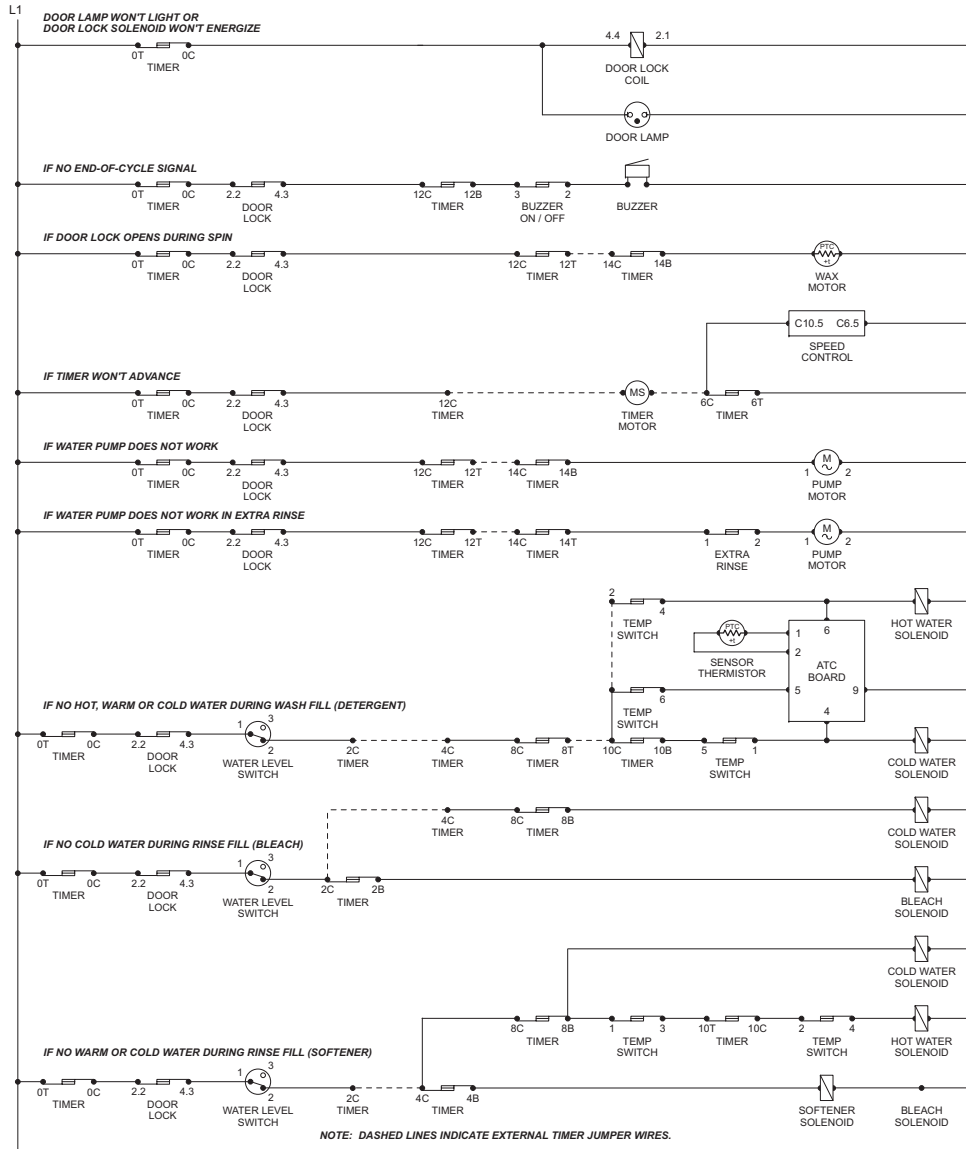 L1
DOOR LAMP WON'T LIGHT OR
DOOR LOCK SOLENOID WON'T ENERGIZE
0T 0C
TIMER
4.4 2.1
DOOR LOCK
COIL
DOOR LAMP
IF NO END-OF-CYCLE SIGNAL
0T 0C 2.2 4.3 12C 12B 3 2
TIMER DOOR
LOCK
TIMER BUZZER
ON / OFF
BUZZER
IF DOOR LOCK OPENS DURING SPIN
0T 0C 2.2 4.3 12C 12T 14C 14B
TIMER DOOR
LOCK
TIMER TIMER
PTC
+t
WAX
MOTOR
C10.5 C6.5
SPEED
CONTROL
IF TIMER WON'T ADVANCE
0T 0C 2.2 4.3 12C MS 6C 6T
TIMER DOOR
LOCK
TIMER TIMER
MOTOR
TIMER
IF WATER PUMP DOES NOT WORK
0T 0C 2.2 4.3 12C 12T 14C 14B 1 M 2
TIMER DOOR
LOCK
TIMER TIMER PUMP
MOTOR
IF WATER PUMP DOES NOT WORK IN EXTRA RINSE
0T 0C 2.2 4.3 12C 12T 14C 14T 1 2 1 M 2
TIMER DOOR
LOCK
TIMER TIMER EXTRA
RINSE
PUMP
MOTOR
2 4
TEMP
SWITCH
HOT WATER
SOLENOID
PTC
+t
SENSOR
THERMISTOR
1 6
2
ATC
BOARD
5 9
4
6
TEMP
SWITCH
IF NO HOT, WARM OR COLD WATER DURING WASH FILL (DETERGENT)
0T 0C 2.2 4.3 1 3 2 2C 4C 8C 8T 10C 10B 5 1
TIMER DOOR
LOCK
WATER LEVEL
SWITCH
TIMER TIMER TIMER TIMER TEMP
SWITCH
COLD WATER
SOLENOID
4C 8C 8B
TIMER TIMER
COLD WATER
SOLENOID
IF NO COLD WATER DURING RINSE FILL (BLEACH)
0T 0C 2.2 4.3 1 3 2 2C 2B
TIMER DOOR
LOCK
WATER LEVEL
SWITCH
TIMER
BLEACH
SOLENOID
COLD WATER
SOLENOID
8C 8B 1 3 10T 10C 2 4
TIMER TEMP
SWITCH
TIMER TEMP
SWITCH
HOT WATER
SOLENOID
IF NO WARM OR COLD WATER DURING RINSE FILL (SOFTENER)
0T 0C 2.2 4.3 1 3 2 2C 4C 4B
TIMER DOOR
LOCK
WATER LEVEL
SWITCH
TIMER TIMER
SOFTENER
SOLENOID
BLEACH
SOLENOID
NOTE: DASHED LINES INDICATE EXTERNAL TIMER JUMPER WIRES.